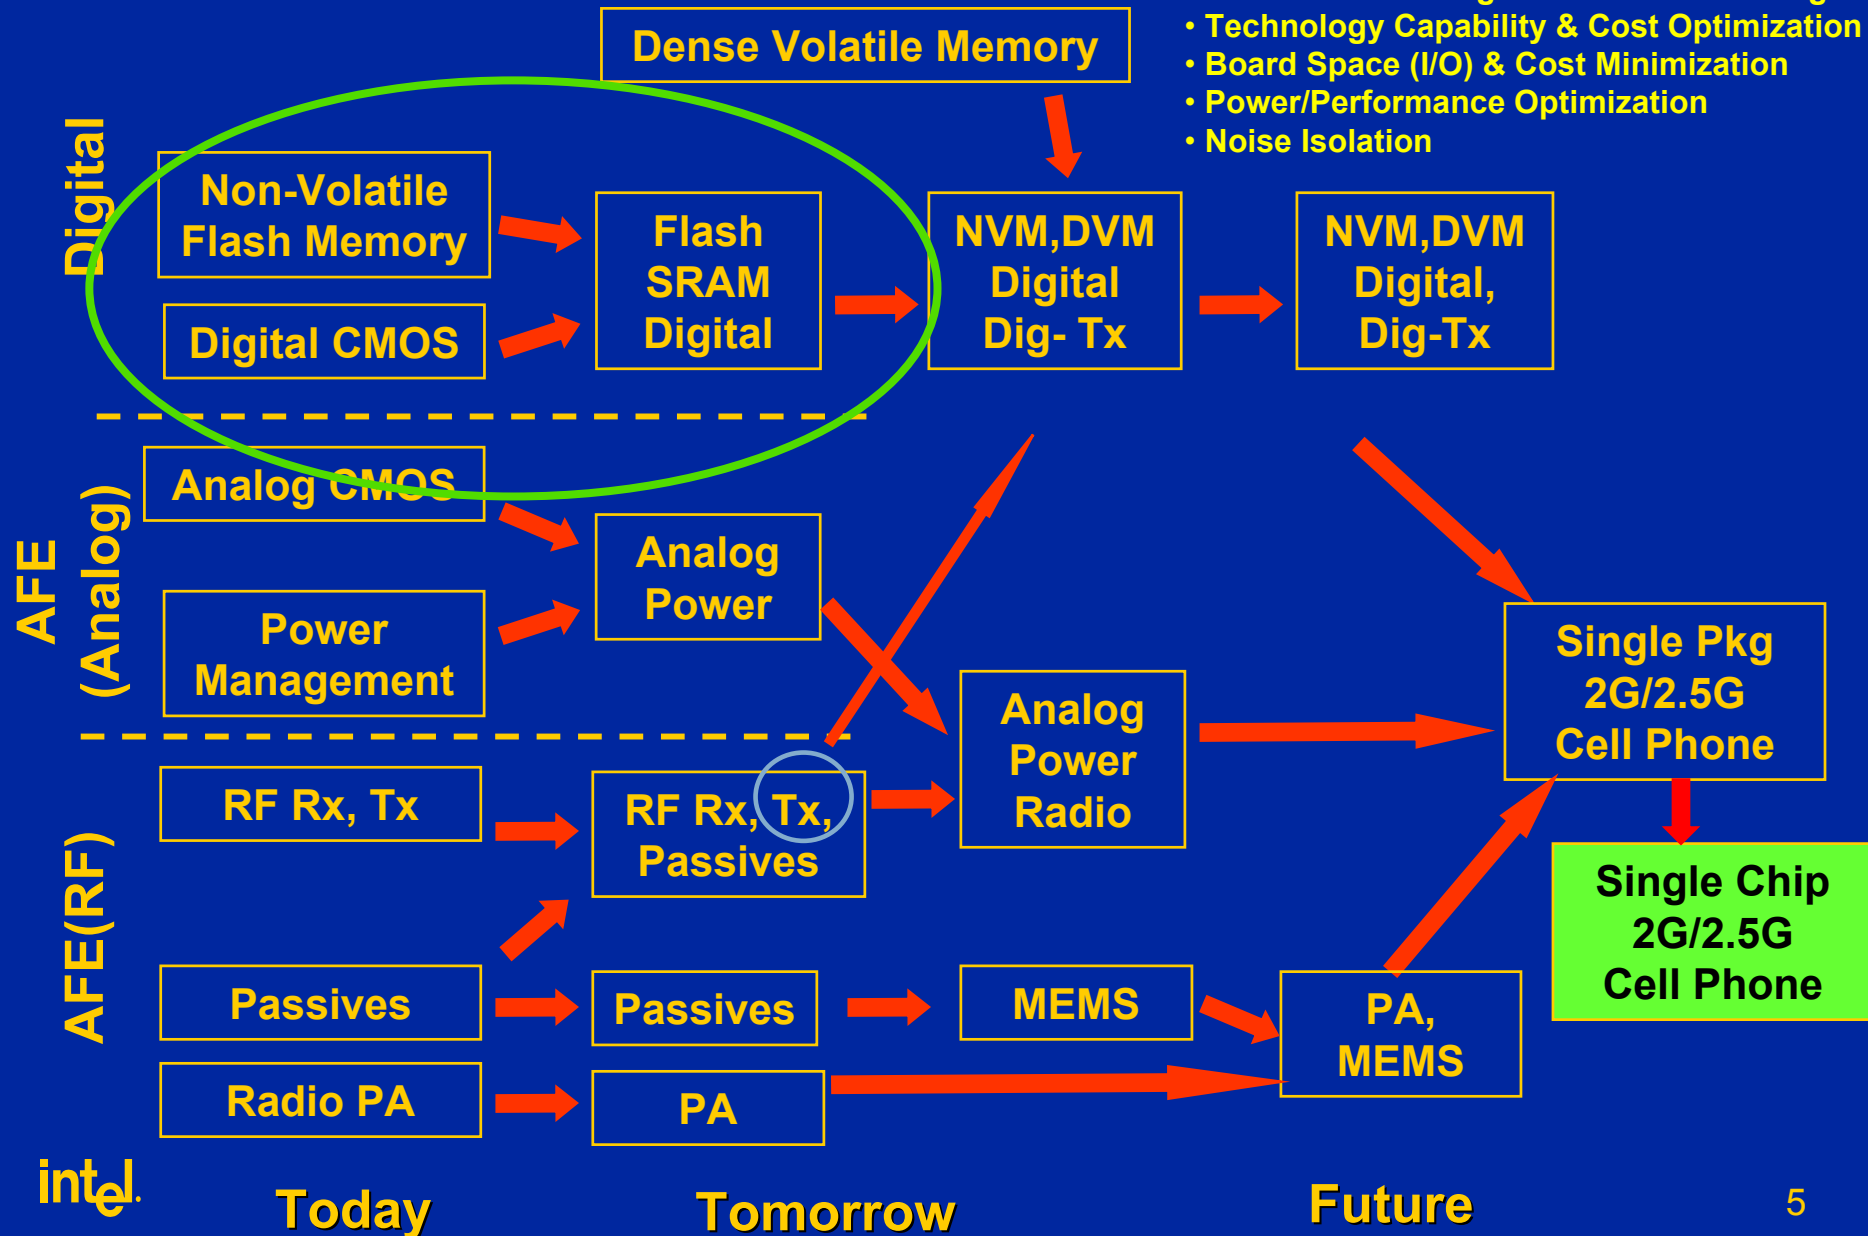 Dense Volatile Memory
• Technology Capability & Cost Optimization
• Board Space (I/O) & Cost Minimization
• Power/Performance Optimization
• Noise Isolation
Digital
Non-Volatile
Flash Memory
Digital CMOS
Flash
SRAM
Digital
NVM,DVM
Digital
Dig- Tx
NVM,DVM
Digital,
Dig-Tx
AFE
(Analog)
Analog CMOS
Power
Management
Analog
Power
Analog
Power
Radio
Single Pkg
2G/2.5G
Cell Phone
AFE(RF)
RF Rx, Tx
RF Rx, Tx,
Passives
Single Chip
2G/2.5G
Cell Phone
Passives
Passives
MEMS
PA,
MEMS
Radio PA
PA
intel.
Today
Tomorrow
Future
5